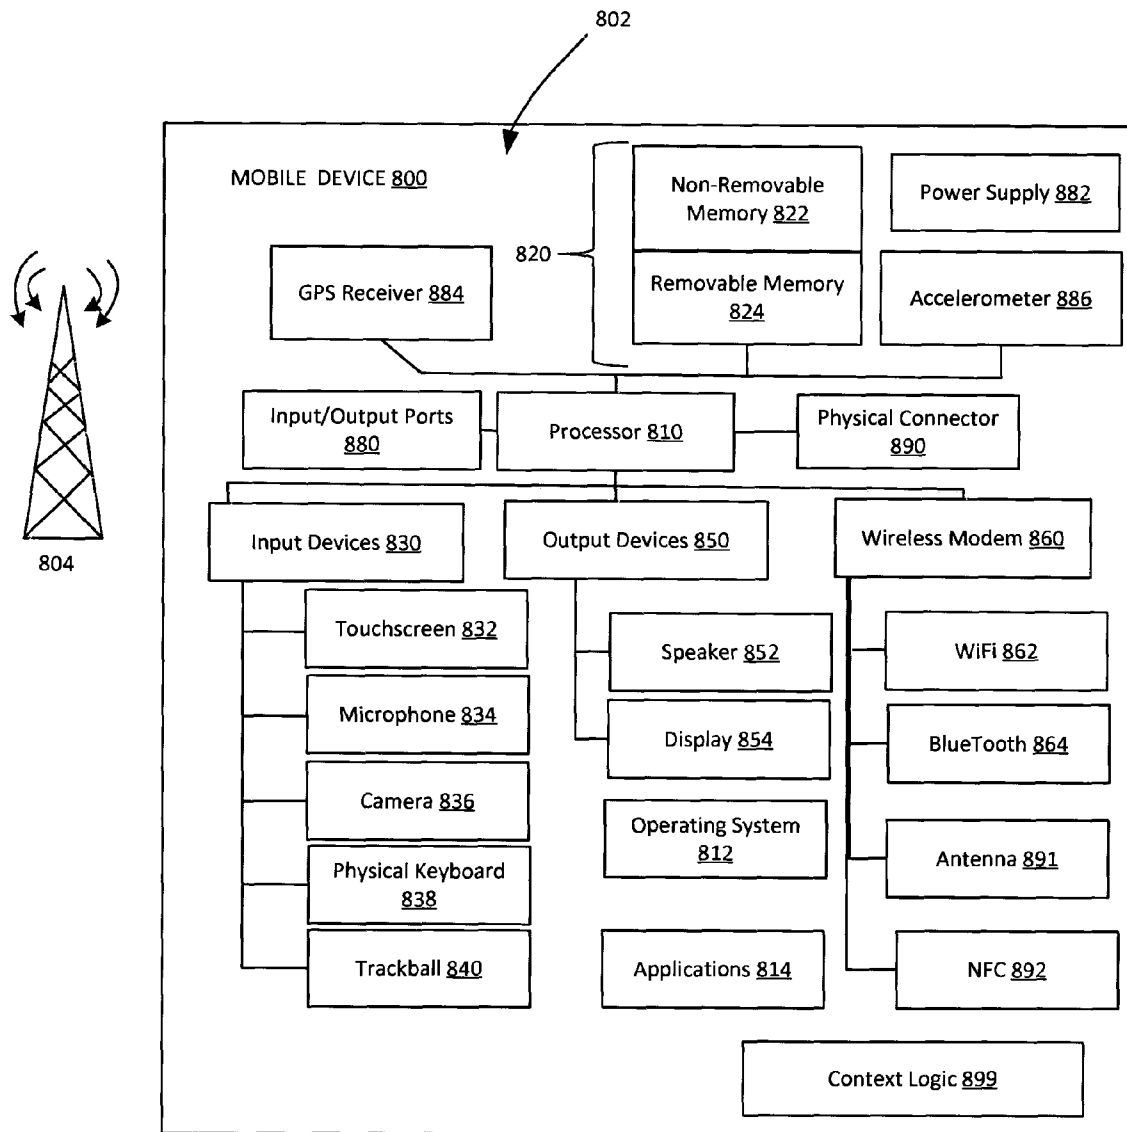 802
MOBILE DEVICE 800
Non-Removable
Memory 822
Power Supply 882
820
GPS Receiver 884
Removable Memory
824
Accelerometer 886
Input/Output Ports
880
Processor 810
Physical Connector
890
Input Devices 830
Output Devices 850
Wireless Modem 860
804
Touchscreen 832
Speaker 852
WiFi 862
Microphone 834
Display 854
BlueTooth 864
Camera 836
Operating System
812
Antenna 891
Physical Keyboard
838
Trackball 840
Applications 814
NFC 892
Context Logic 899